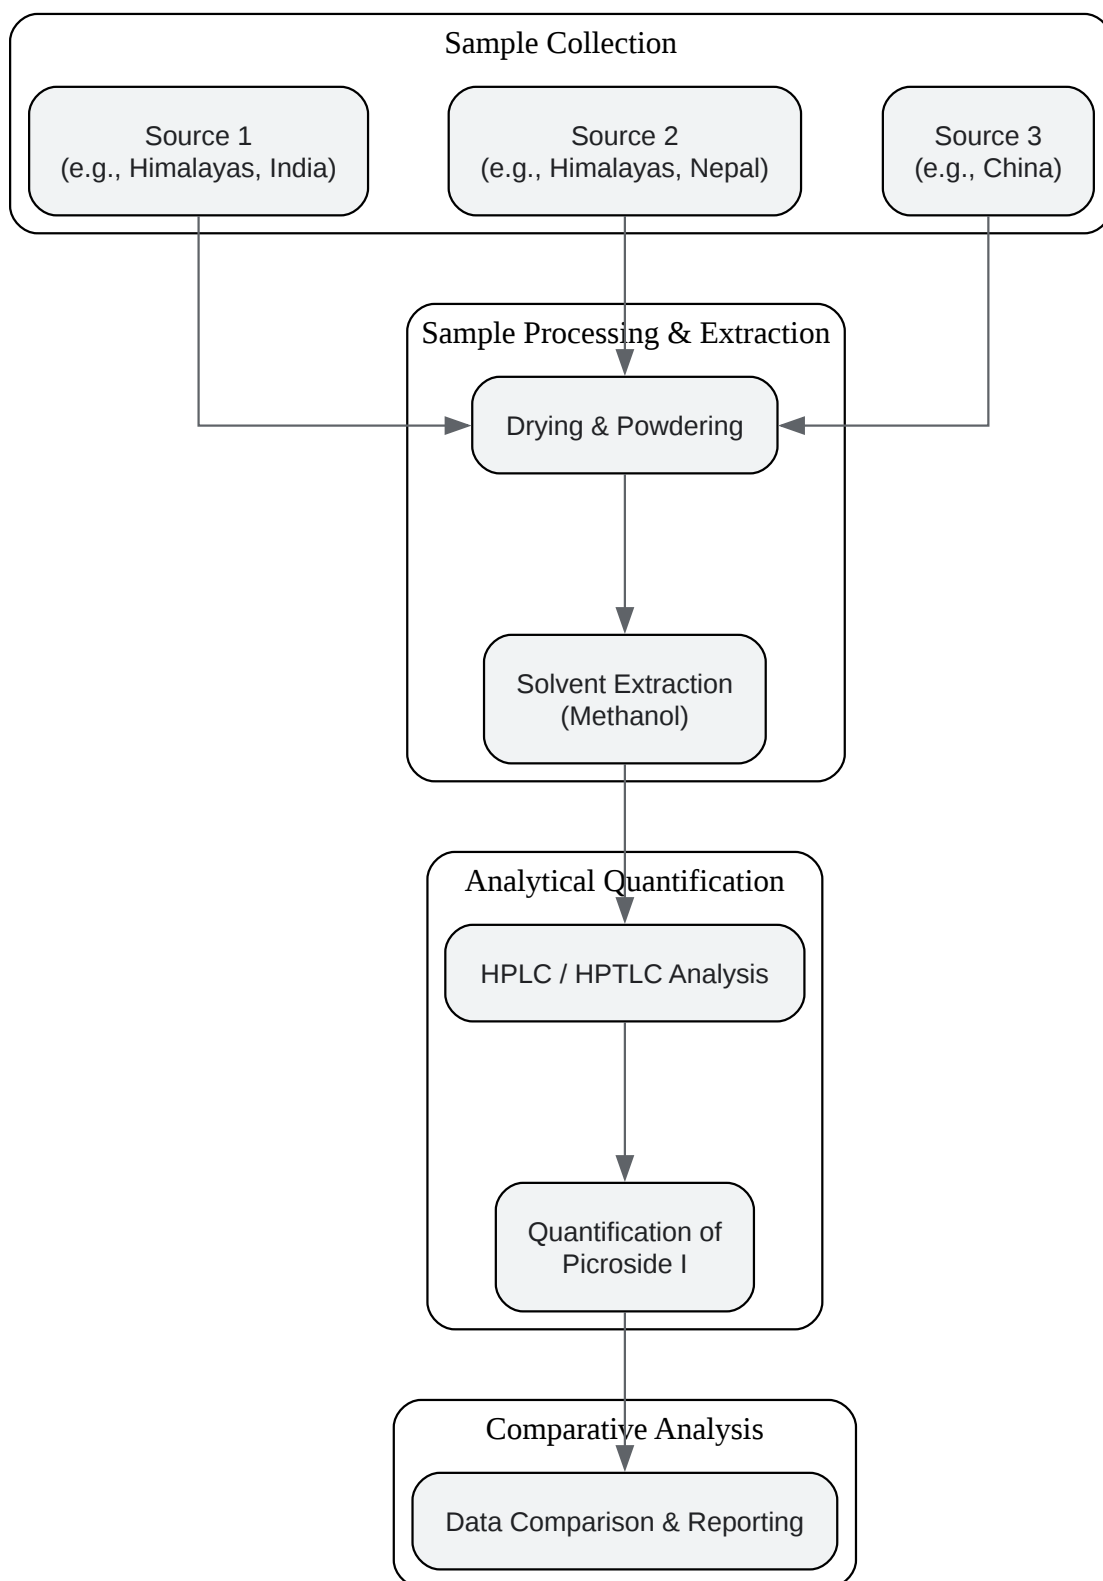 Sample Collection
Source 1
(e.g., Himalayas, India)
Source 2
(e.g., Himalayas, Nepal)
Source 3
(e.g., China)
Sample Processing & Extraction
Drying & Powdering
Solvent Extraction
(Methanol)
Analytical Quantification
HPLC / HPTLC Analysis
Quantification of
Picroside I
Comparative Analysis
Data Comparison & Reporting